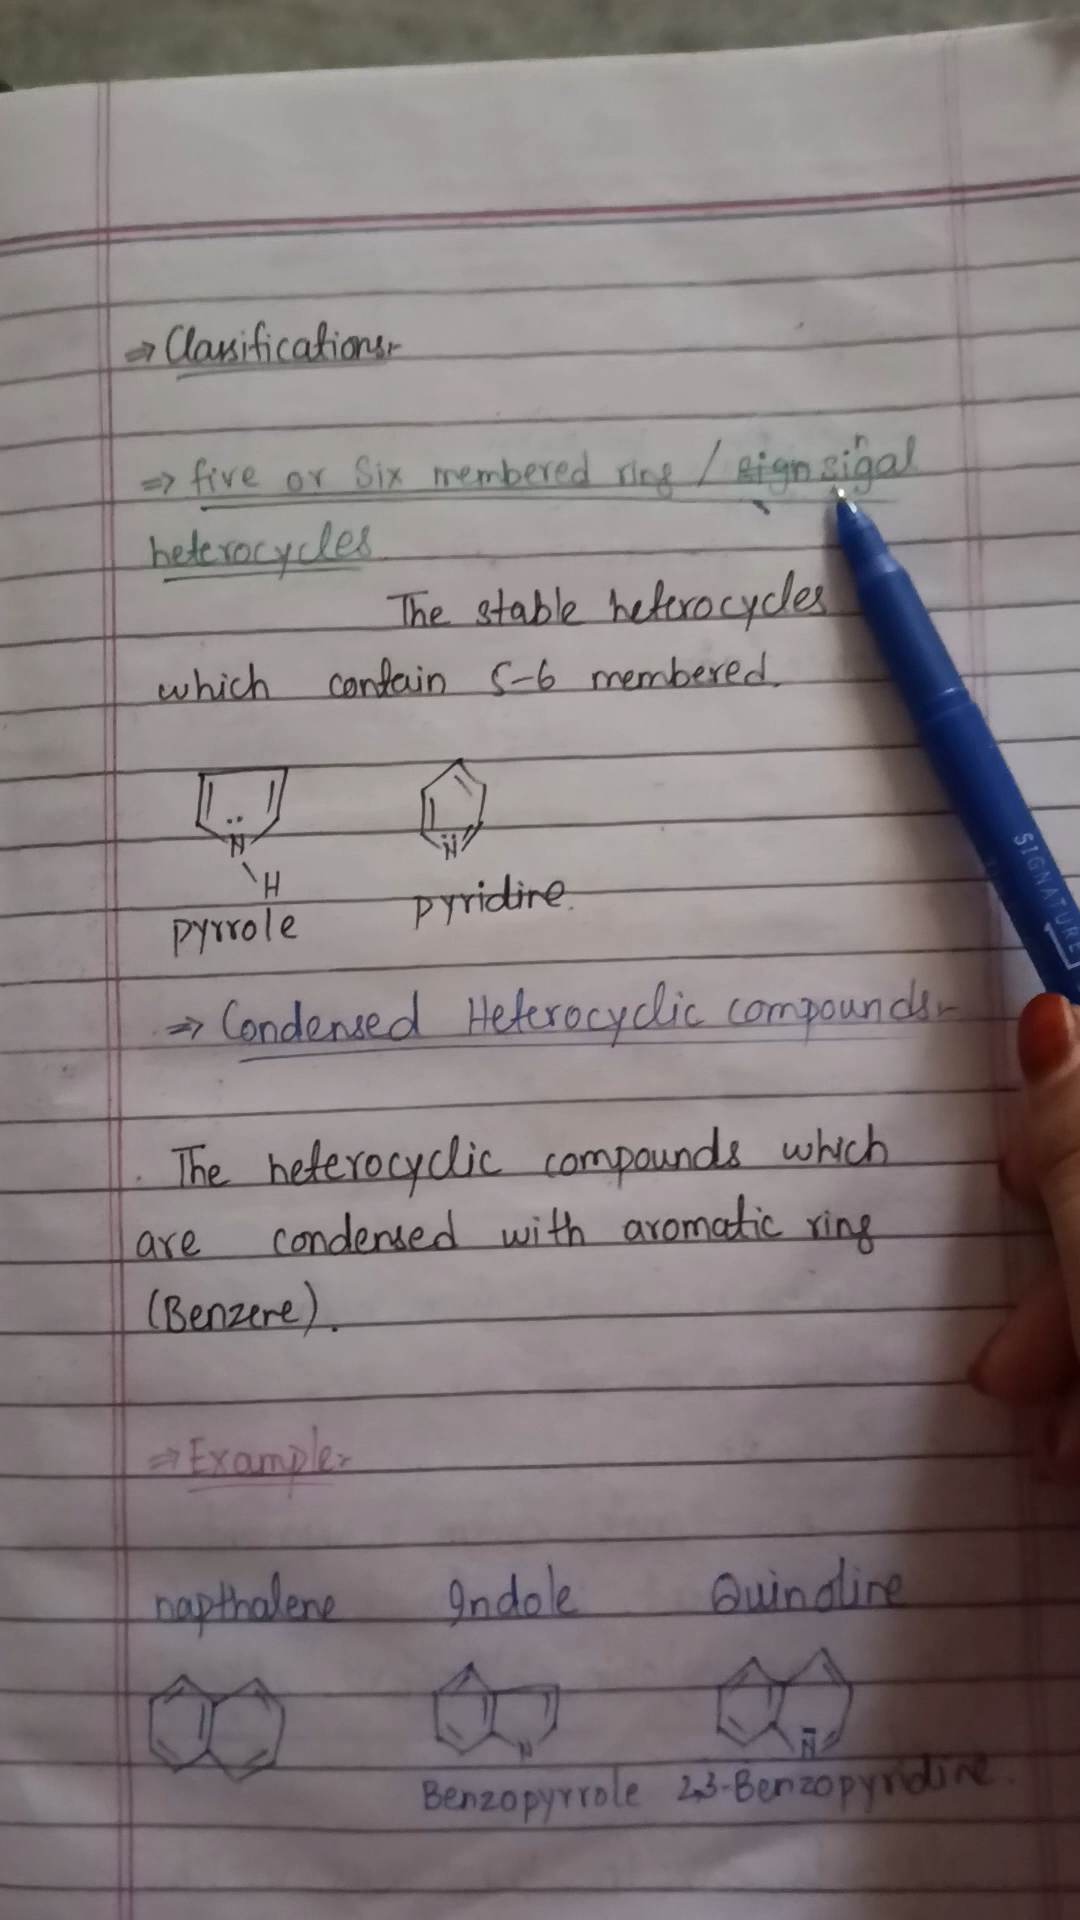 ⇒ Classifications:-
⇒ five or Six membered ring / sigal
heterocycles
The stable heterocycles
which contain 5-6 membered.
N
H
N
pyrrole pyridine.
⇒ Condensed Heterocyclic compounds:-
The heterocyclic compounds which
are condensed with aromatic ring
(Benzene).
⇒ Example:-
napthalene Indole Quinoline
N N
Benzopyrrole 2,3-Benzopyridine.
SIGNATURE